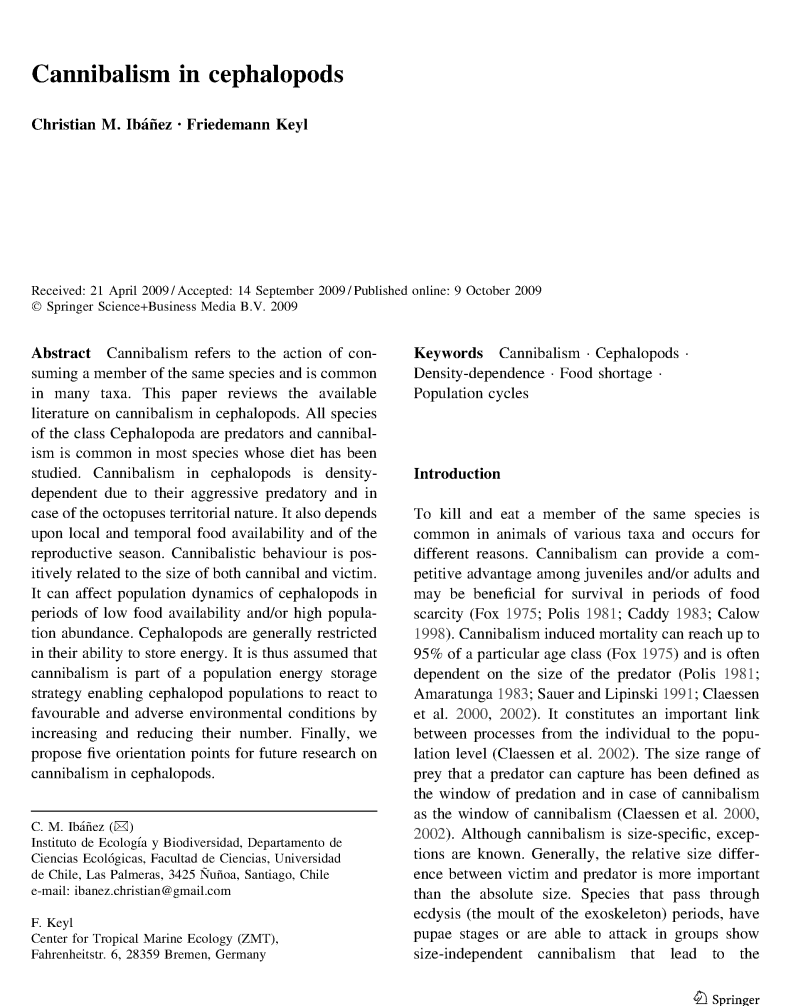 Cannibalism in cephalopods
Christian M. Ibáñez · Friedemann Keyl
Received: 21 April 2009 / Accepted: 14 September 2009 / Published online: 9 October 2009
© Springer Science+Business Media B.V. 2009
Abstract Cannibalism refers to the action of con-
suming a member of the same species and is common
in many taxa. This paper reviews the available
literature on cannibalism in cephalopods. All species
of the class Cephalopoda are predators and cannibal-
ism is common in most species whose diet has been
studied. Cannibalism in cephalopods is density-
dependent due to their aggressive predatory and in
case of the octopuses territorial nature. It also depends
upon local and temporal food availability and of the
reproductive season. Cannibalistic behaviour is pos-
itively related to the size of both cannibal and victim.
It can affect population dynamics of cephalopods in
periods of low food availability and/or high popula-
tion abundance. Cephalopods are generally restricted
in their ability to store energy. It is thus assumed that
cannibalism is part of a population energy storage
strategy enabling cephalopod populations to react to
favourable and adverse environmental conditions by
increasing and reducing their number. Finally, we
propose five orientation points for future research on
cannibalism in cephalopods.
C. M. Ibáñez (✉)
Instituto de Ecología y Biodiversidad, Departamento de
Ciencias Ecológicas, Facultad de Ciencias, Universidad
de Chile, Las Palmeras, 3425 Ñuñoa, Santiago, Chile
e-mail: ibanez.christian@gmail.com
F. Keyl
Center for Tropical Marine Ecology (ZMT),
Fahrenheitstr. 6, 28359 Bremen, Germany
Keywords Cannibalism · Cephalopods ·
Density-dependence · Food shortage ·
Population cycles
Introduction
To kill and eat a member of the same species is
common in animals of various taxa and occurs for
different reasons. Cannibalism can provide a com-
petitive advantage among juveniles and/or adults and
may be beneficial for survival in periods of food
scarcity (Fox 1975; Polis 1981; Caddy 1983; Calow
1998). Cannibalism induced mortality can reach up to
95% of a particular age class (Fox 1975) and is often
dependent on the size of the predator (Polis 1981;
Amaratunga 1983; Sauer and Lipinski 1991; Claessen
et al. 2000, 2002). It constitutes an important link
between processes from the individual to the popu-
lation level (Claessen et al. 2002). The size range of
prey that a predator can capture has been defined as
the window of predation and in case of cannibalism
as the window of cannibalism (Claessen et al. 2000,
2002). Although cannibalism is size-specific, excep-
tions are known. Generally, the relative size differ-
ence between victim and predator is more important
than the absolute size. Species that pass through
ecdysis (the moult of the exoskeleton) periods, have
pupae stages or are able to attack in groups show
size-independent cannibalism that lead to the
Springer